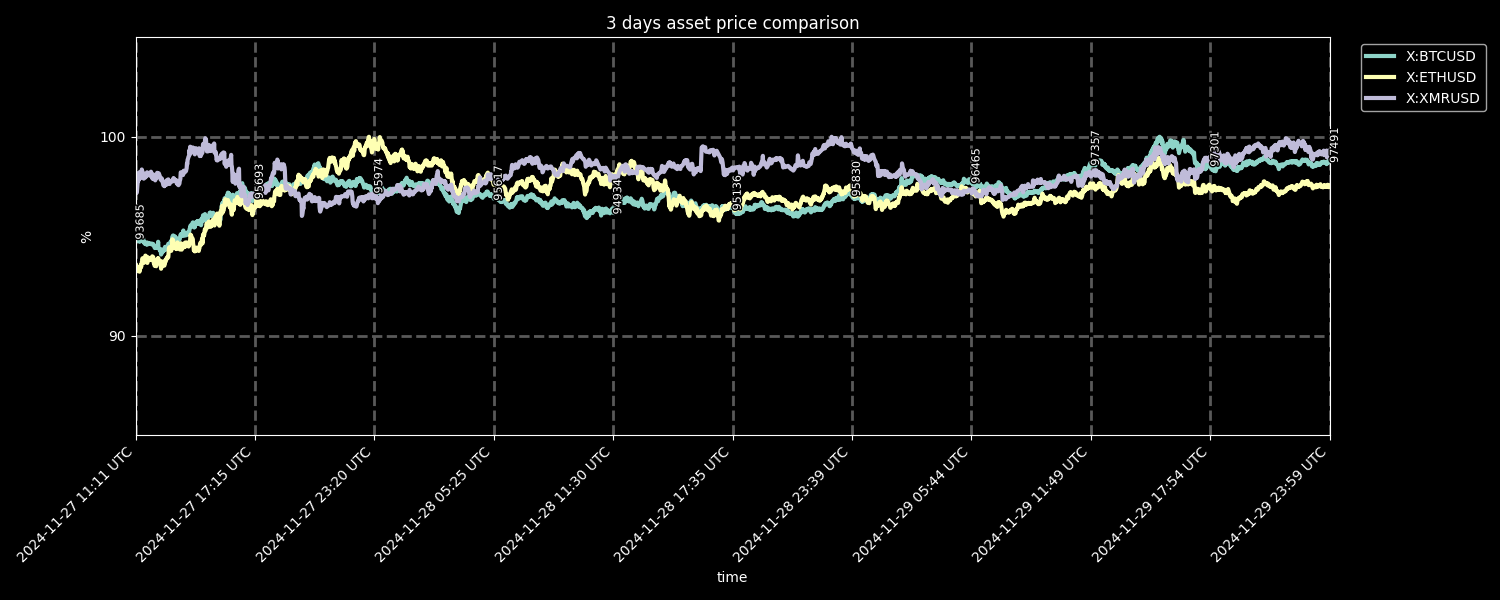 3 days asset price comparison
X:BTCUSD
X:ETHUSD
X:XMRUSD
100
90
%
93685
95693
95974
95617
94934
95136
95830
96465
97357
97301
97491
2024-11-27 11:11 UTC
2024-11-27 17:15 UTC
2024-11-27 23:20 UTC
2024-11-28 05:25 UTC
2024-11-28 11:30 UTC
2024-11-28 17:35 UTC
2024-11-28 23:39 UTC
2024-11-29 05:44 UTC
2024-11-29 11:49 UTC
2024-11-29 17:54 UTC
2024-11-29 23:59 UTC
time